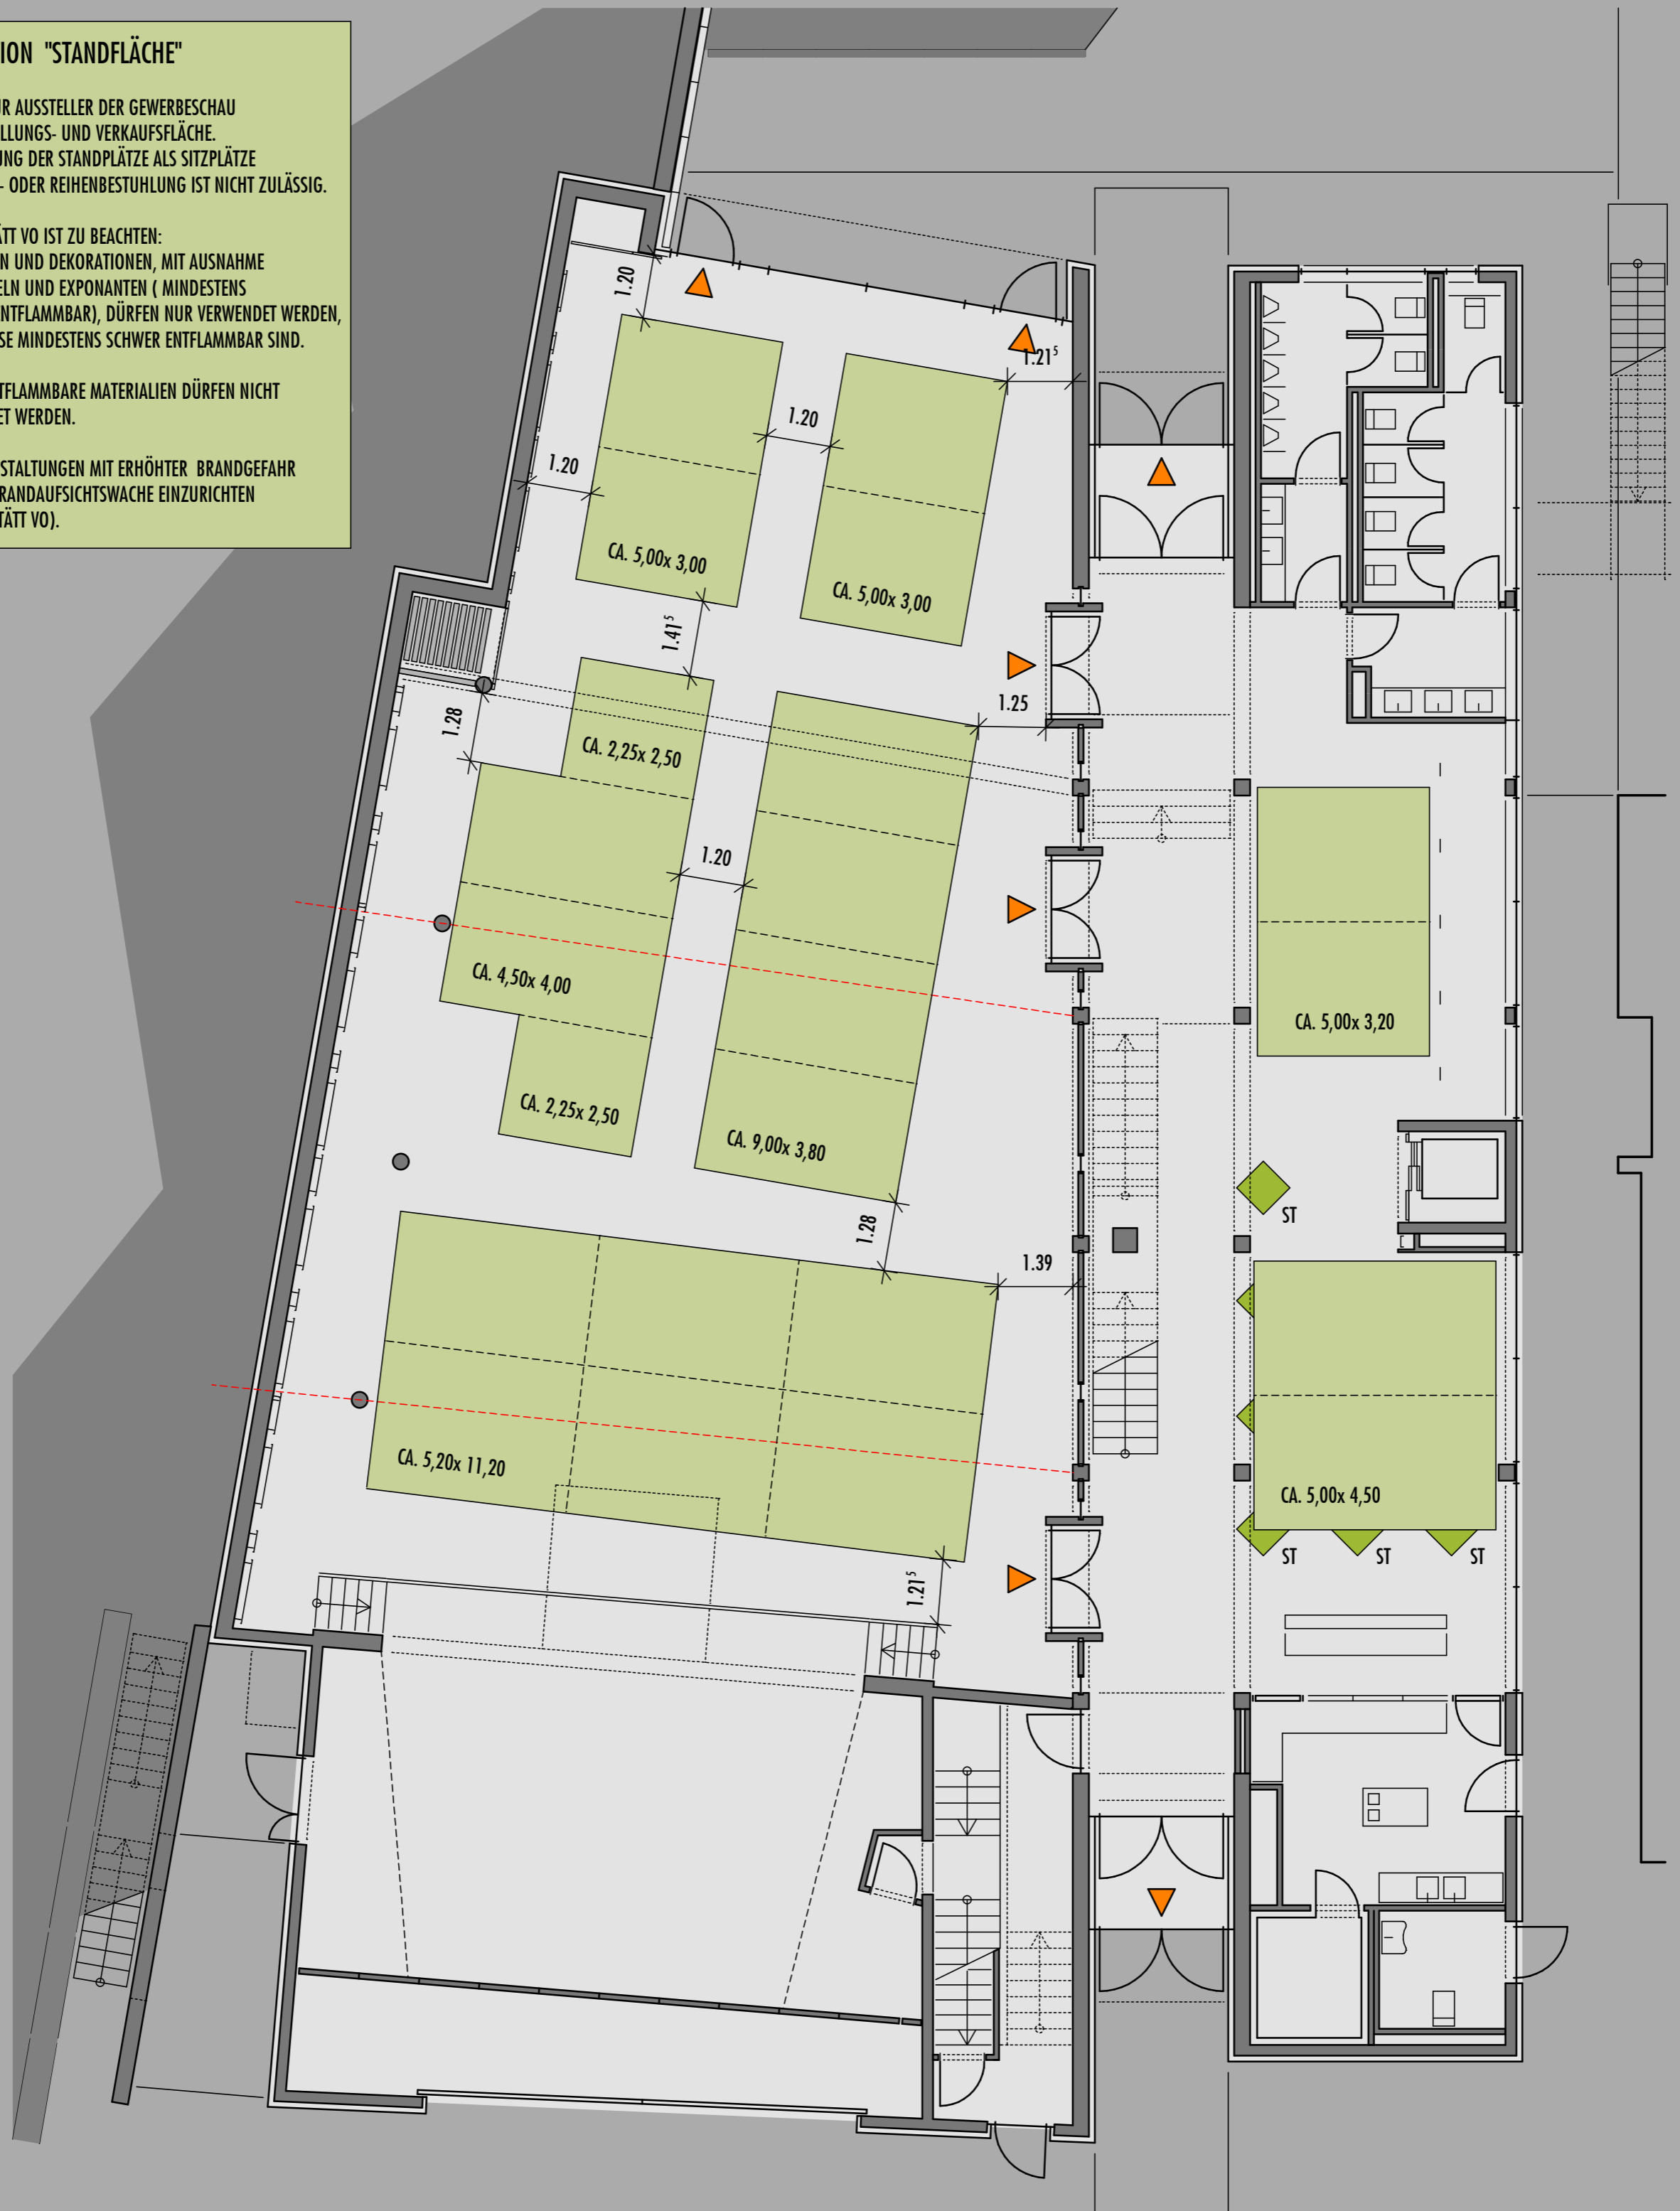 ION "STANDFLÄCHE"
R AUSSTELLER DER GEWERBESCHAU
LLUNGS- UND VERKAUFSFLÄCHE.
UNG DER STANDPLÄTZE ALS SITZPLÄTZE
- ODER REIHENBESTUHLUNG IST NICHT ZULÄSSIG.
ÄTT VO IST ZU BEACHTEN:
N UND DEKORATIONEN, MIT AUSNAHME
ELN UND EXPONANTEN ( MINDESTENS
ENTFLAMMBAR), DÜRFEN NUR VERWENDET WERDEN,
SE MINDESTENS SCHWER ENTFLAMMBAR SIND.
TFLAMMBARE MATERIALIEN DÜRFEN NICHT
ET WERDEN.
STALTUNGEN MIT ERHÖHTER BRANDGEFAHR
RANDAUFSICHTSWACHE EINZURICHTEN
TÄTT VO).
1.20
1.21⁵
1.20
1.20
CA. 5,00x 3,00
CA. 5,00x 3,00
1.41⁵
1.28
1.25
CA. 2,25x 2,50
1.20
CA. 4,50x 4,00
CA. 5,00x 3,20
CA. 2,25x 2,50
CA. 9,00x 3,80
ST
1.28
1.39
CA. 5,20x 11,20
CA. 5,00x 4,50
ST
ST
ST
1.21⁵